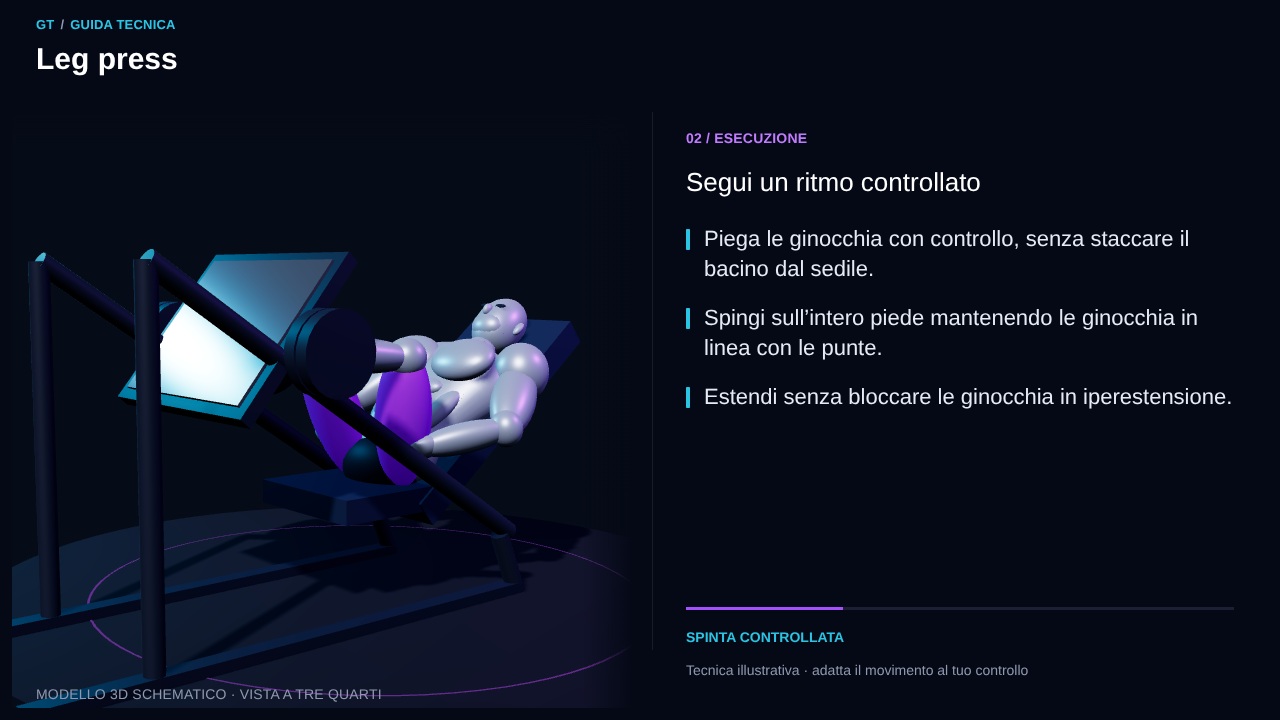 GT / GUIDA TECNICA
Leg press
02 / ESECUZIONE
Segui un ritmo controllato
Piega le ginocchia con controllo, senza staccare il
bacino dal sedile.
Spingi sull’intero piede mantenendo le ginocchia in
linea con le punte.
Estendi senza bloccare le ginocchia in iperestensione.
SPINTA CONTROLLATA
Tecnica illustrativa · adatta il movimento al tuo controllo
MODELLO 3D SCHEMATICO · VISTA A TRE QUARTI